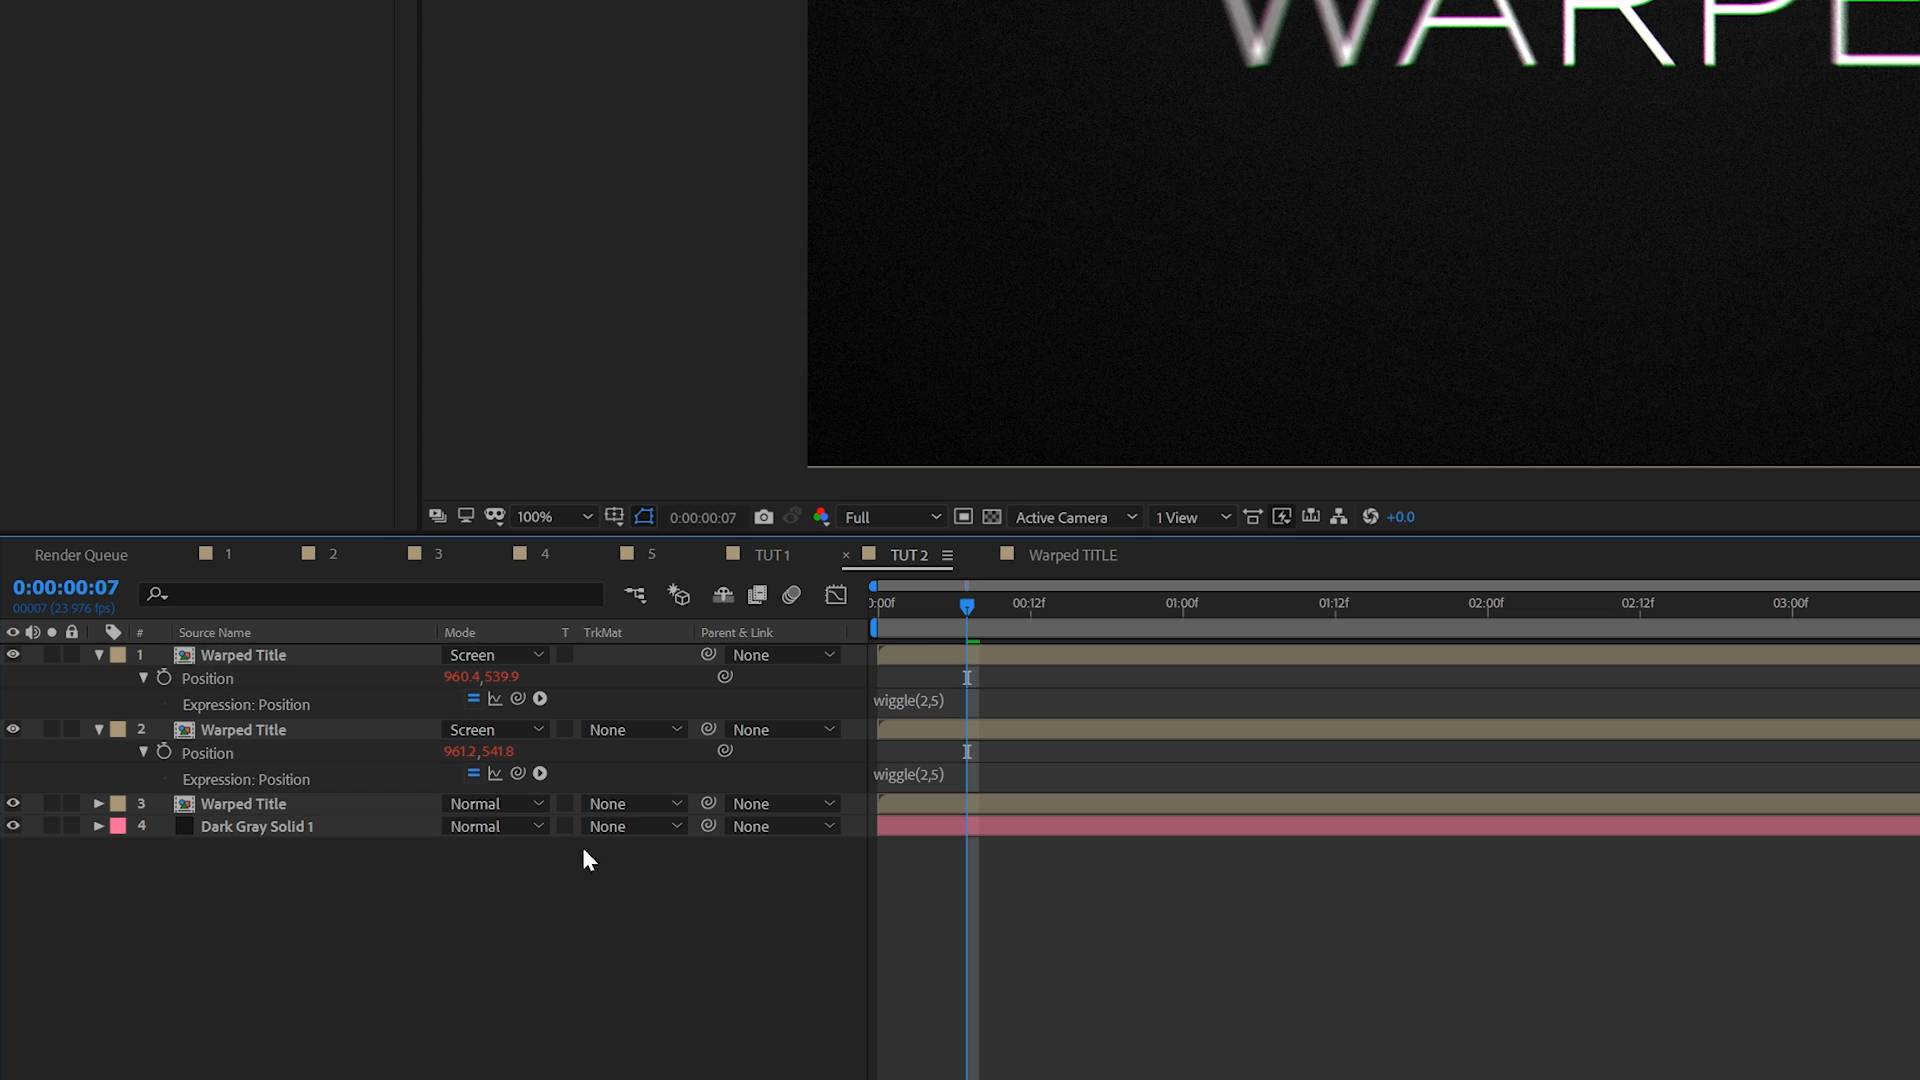 WARPE
100%
0:00:00:07
Full
Active Camera
1 View
+0.0
Render Queue
1
2
3
4
5
TUT 1
× TUT 2
Warped TITLE
0:00:00:07
00007 (23.976 fps)
0:00f
00:12f
01:00f
01:12f
02:00f
02:12f
03:00f
# Source Name Mode T TrkMat Parent & Link
1 Warped Title Screen None
Position 960.4,539.9
Expression: Position wiggle(2,5)
2 Warped Title Screen None None
Position 961.2,541.8
Expression: Position wiggle(2,5)
3 Warped Title Normal None None
4 Dark Gray Solid 1 Normal None None